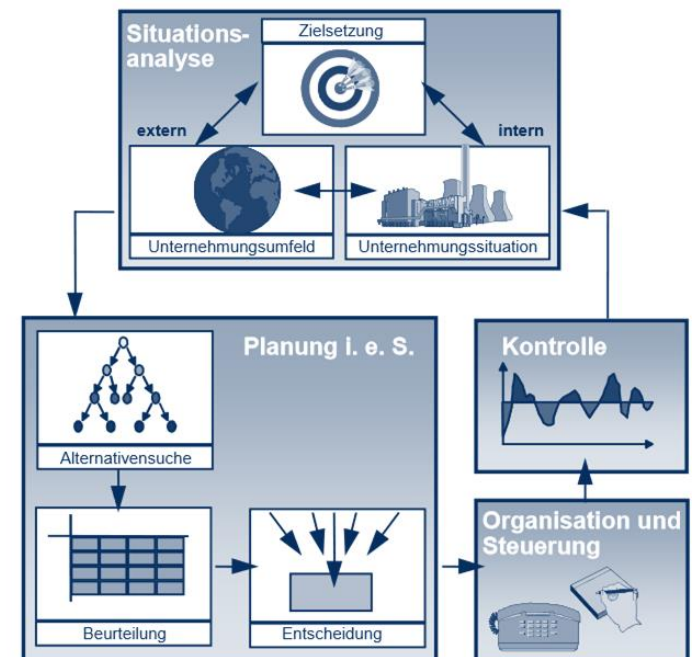 Situations-
analyse
Zielsetzung
extern
intern
Unternehmungsumfeld
Unternehmungssituation
Planung i. e. S.
Alternativensuche
Beurteilung
Entscheidung
Kontrolle
Organisation und
Steuerung